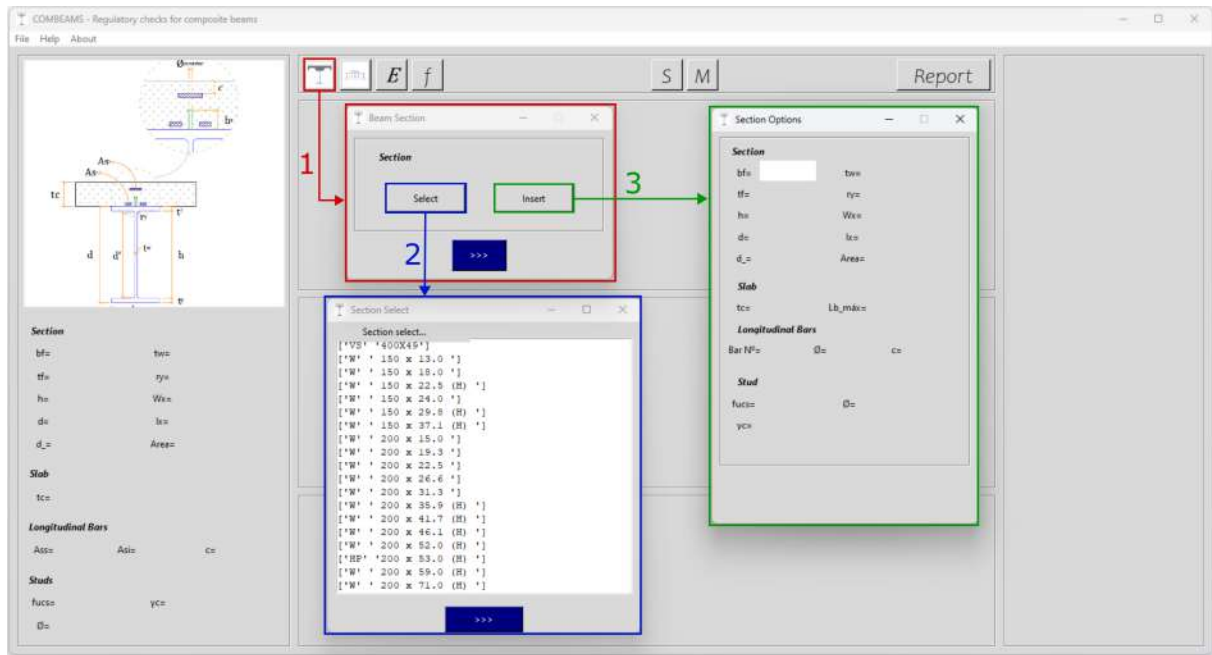 COMBEAMS - Regulatory checks for composite beams
File Help About
E f S M Report
c
As
As
tc
d d' tw h
Section
bf= tw=
tf= ry=
h= Wx=
d= Ix=
d_= Area=
Slab
tc=
Longitudinal Bars
Ass= Asi= c=
Studs
fucs= γc=
Ø=
1
Beam Section
Section
Select Insert
>>>
2
3
Section Select
Section select...
['VS' '400X49']
['W' ' 150 x 13.0 ']
['W' ' 150 x 18.0 ']
['W' ' 150 x 22.5 (H) ']
['W' ' 150 x 24.0 ']
['W' ' 150 x 29.8 (H) ']
['W' ' 150 x 37.1 (H) ']
['W' ' 200 x 15.0 ']
['W' ' 200 x 19.3 ']
['W' ' 200 x 22.5 ']
['W' ' 200 x 26.6 ']
['W' ' 200 x 31.3 ']
['W' ' 200 x 35.9 (H) ']
['W' ' 200 x 41.7 (H) ']
['W' ' 200 x 46.1 (H) ']
['W' ' 200 x 52.0 (H) ']
['HP' '200 x 53.0 (H) ']
['W' ' 200 x 59.0 (H) ']
['W' ' 200 x 71.0 (H) ']
>>>
Section Options
Section
bf= tw=
tf= ry=
h= Wx=
d= Ix=
d_= Area=
Slab
tc= Lb_máx=
Longitudinal Bars
Bar Nº= Ø= c=
Stud
fucs= Ø=
γc=